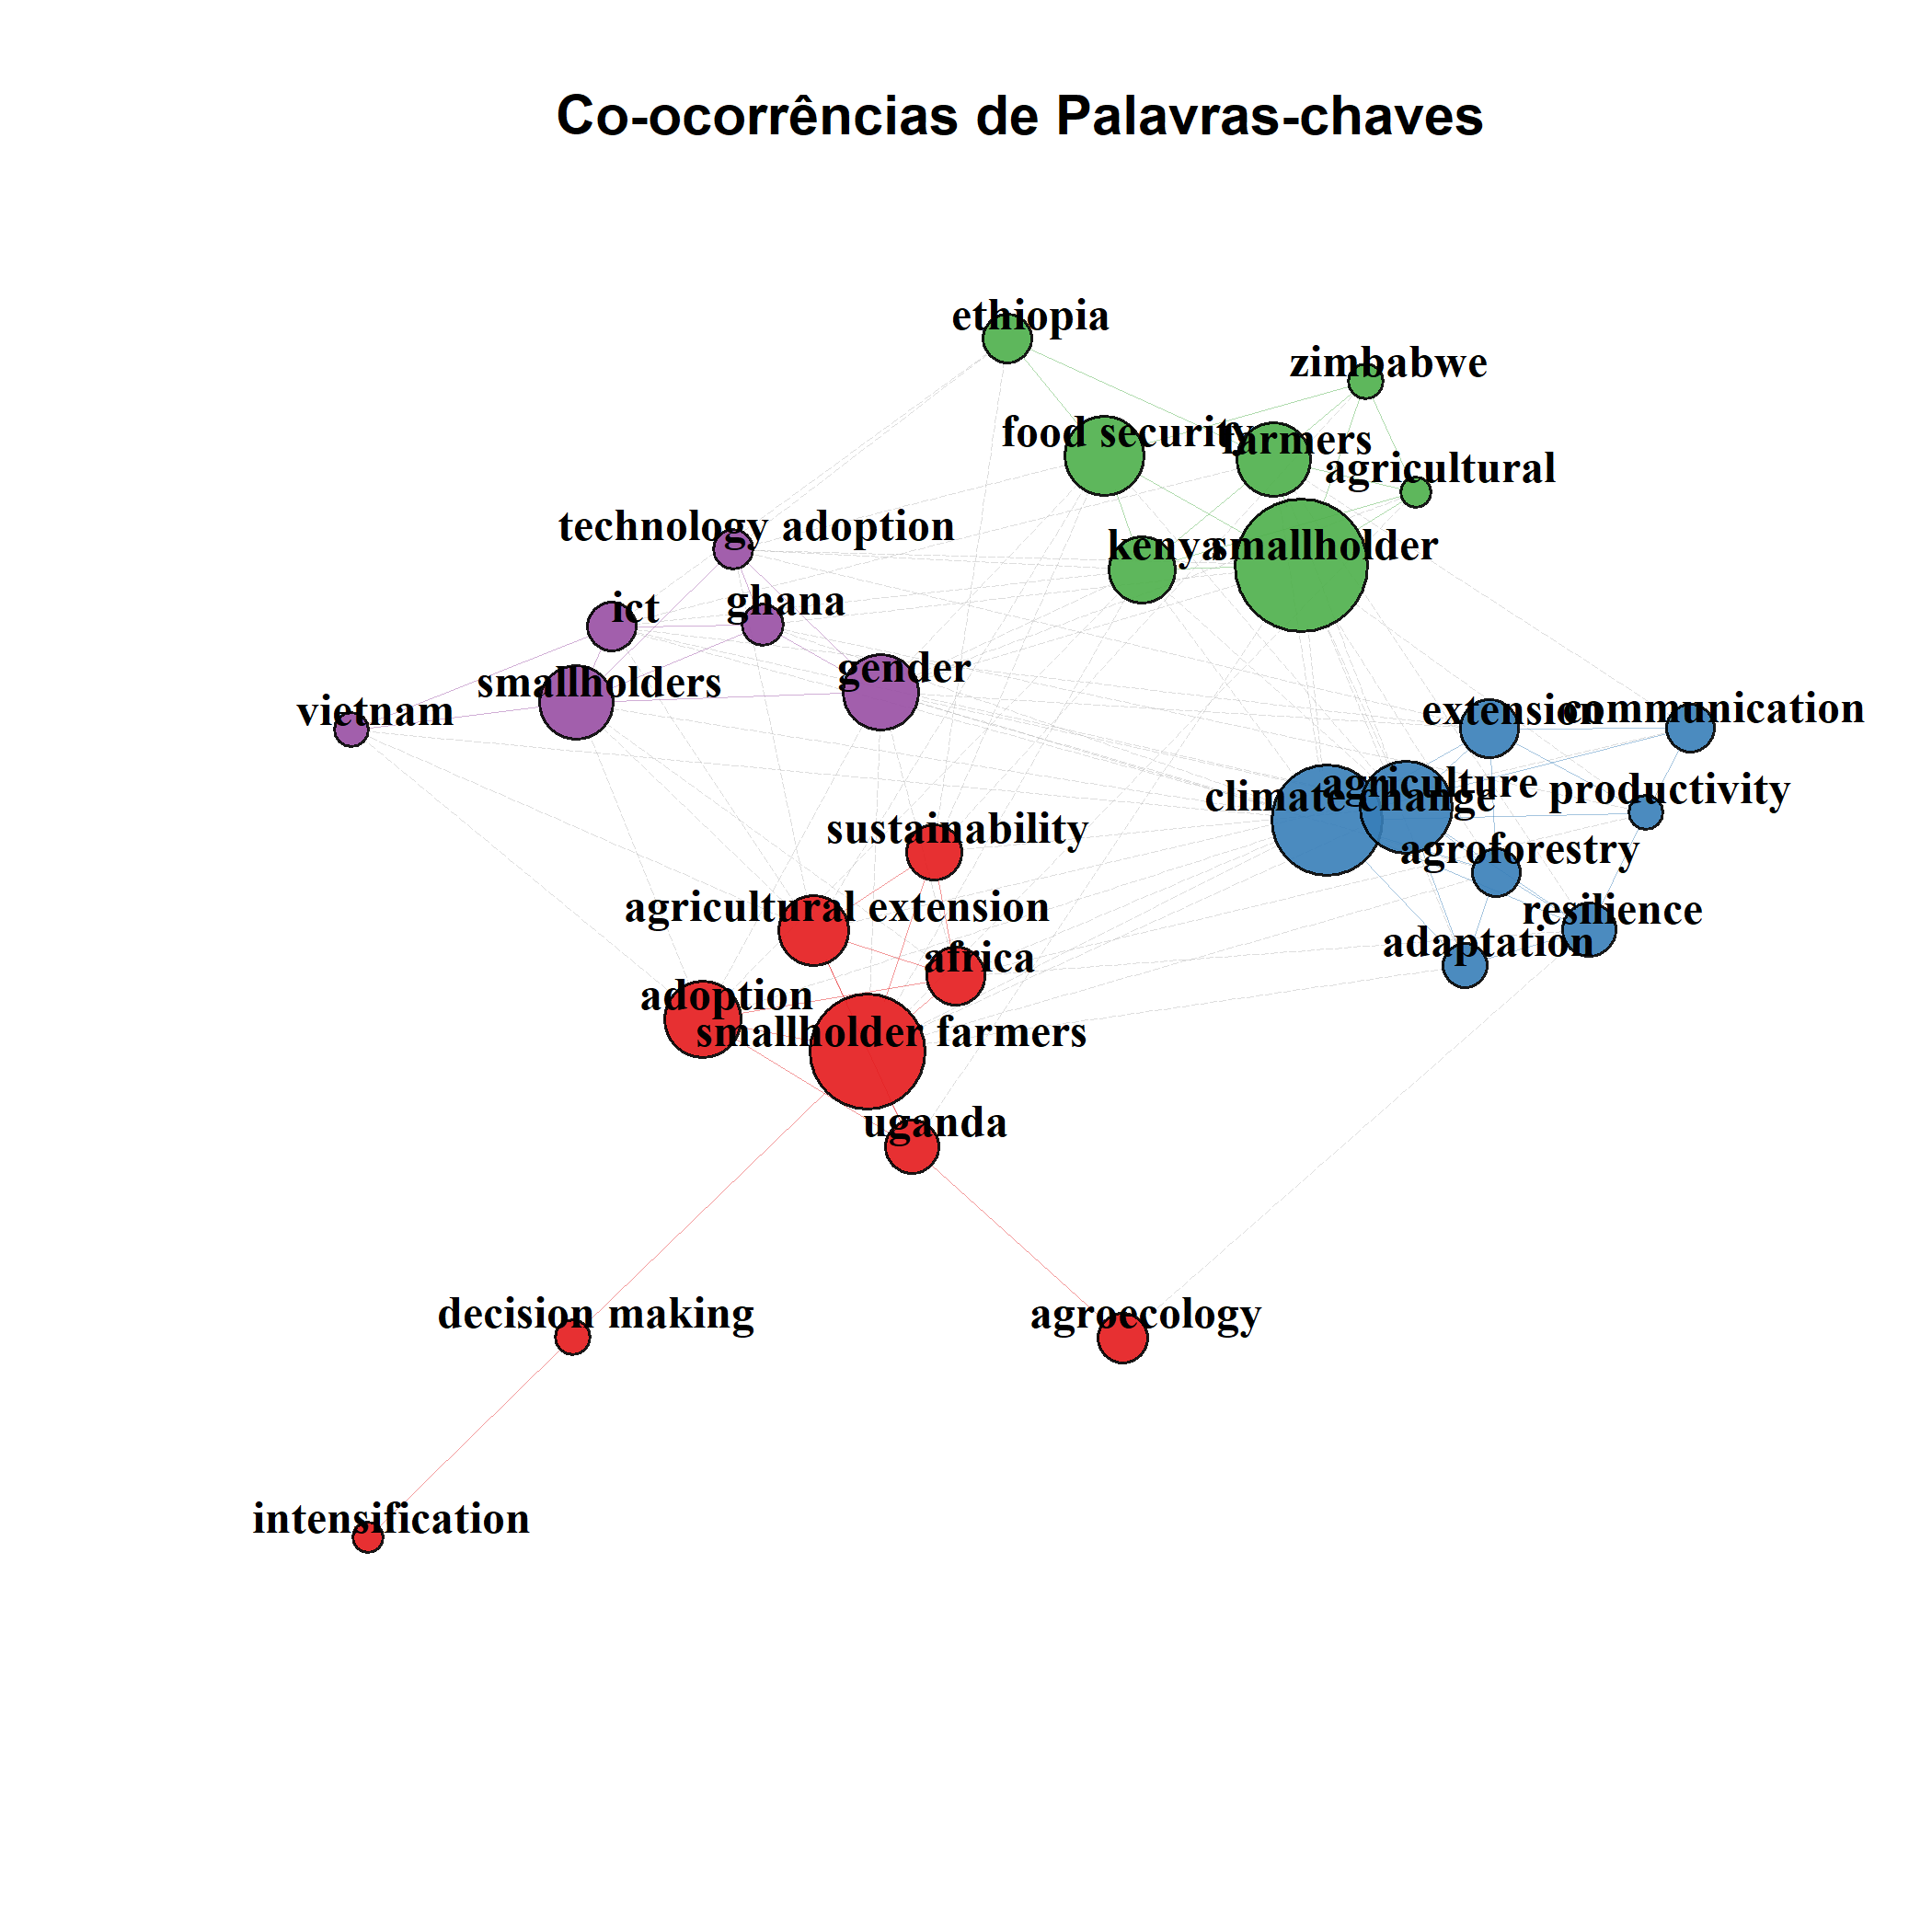 Co-ocorrências de Palavras-chaves
ethiopia
zimbabwe
food security
farmers
agricultural
technology adoption
kenya
smallholder
ict
ghana
gender
smallholders
vietnam
extension
communication
agriculture
climate change
productivity
sustainability
agroforestry
agricultural extension
resilience
adaptation
africa
adoption
smallholder farmers
uganda
decision making
agroecology
intensification